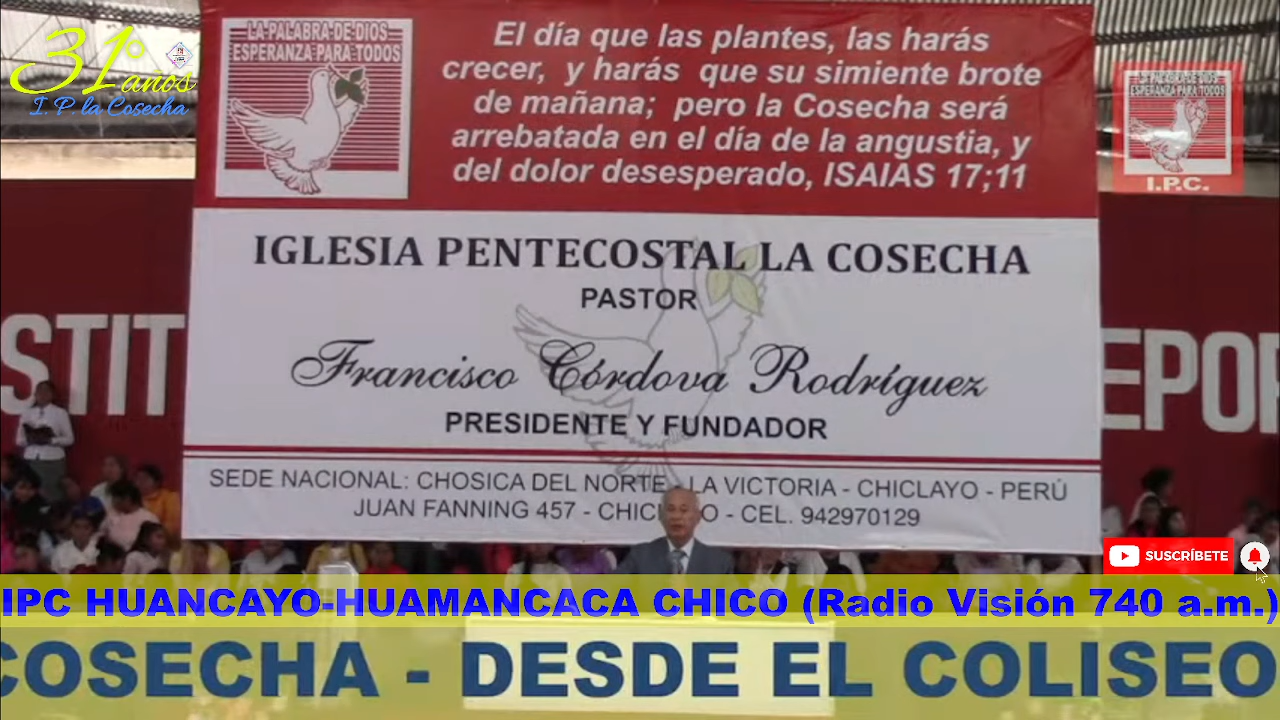 31° años
I. P. la Cosecha
LA PALABRA DE DIOS
ESPERANZA PARA TODOS
El día que las plantes, las harás
crecer, y harás que su simiente brote
de mañana; pero la Cosecha será
arrebatada en el día de la angustia, y
del dolor desesperado, ISAIAS 17;11
LA PALABRA DE DIOS
ESPERANZA PARA TODOS
I.P.C.
IGLESIA PENTECOSTAL LA COSECHA
PASTOR
Francisco Córdova Rodríguez
PRESIDENTE Y FUNDADOR
STIT
EPOR
SEDE NACIONAL: CHOSICA DEL NORTE LA VICTORIA - CHICLAYO - PERÚ
JUAN FANNING 457 - CHIC O - CEL. 942970129
SUSCRÍBETE
IPC HUANCAYO-HUAMANCACA CHICO (Radio Visión 740 a.m.)
COSECHA - DESDE EL COLISEO